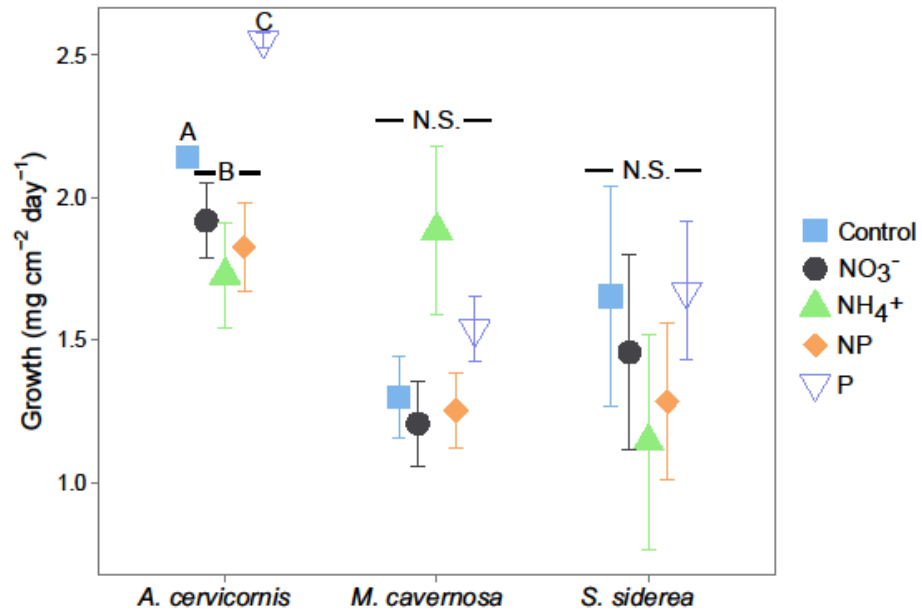 Growth (mg cm⁻² day⁻¹)
2.5
2.0
1.5
1.0
A
B
C
N.S.
N.S.
A. cervicornis
M. cavernosa
S. siderea
Control
NO₃⁻
NH₄⁺
NP
P